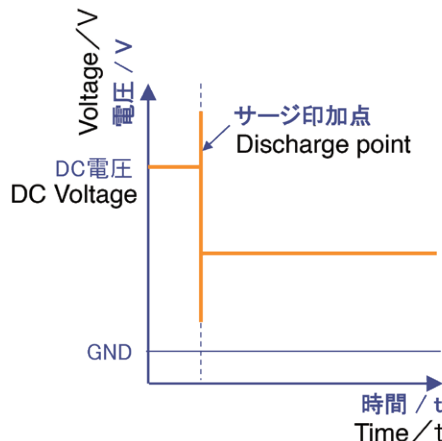 Voltage／V
電圧 / V
サージ印加点
Discharge point
DC電圧
DC Voltage
GND
時間 / t
Time／t